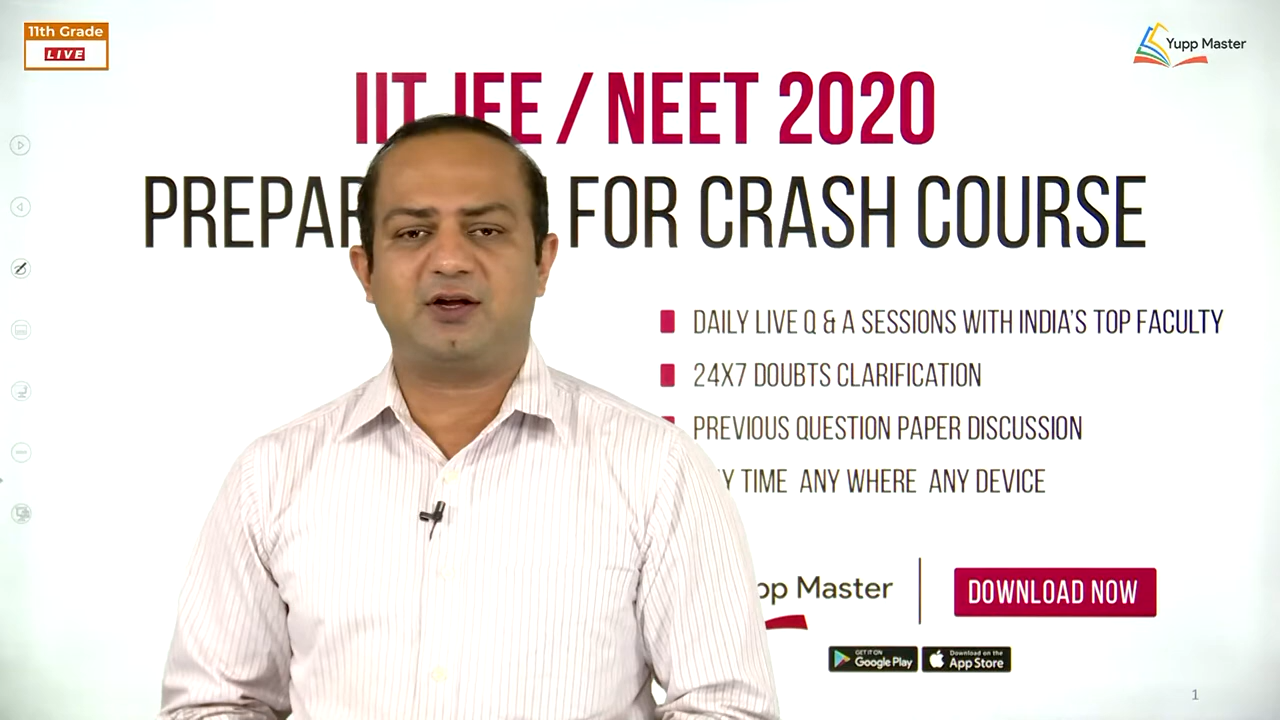 11th Grade
LIVE
Yupp Master
IIT JEE / NEET 2020
FOR CRASH COURSE
DAILY LIVE Q & A SESSIONS WITH INDIA'S TOP FACULTY
24X7 DOUBTS CLARIFICATION
PREVIOUS QUESTION PAPER DISCUSSION
TIME ANY WHERE ANY DEVICE
Master
DOWNLOAD NOW
GET IT ON
Google Play
Download on the
App Store
1